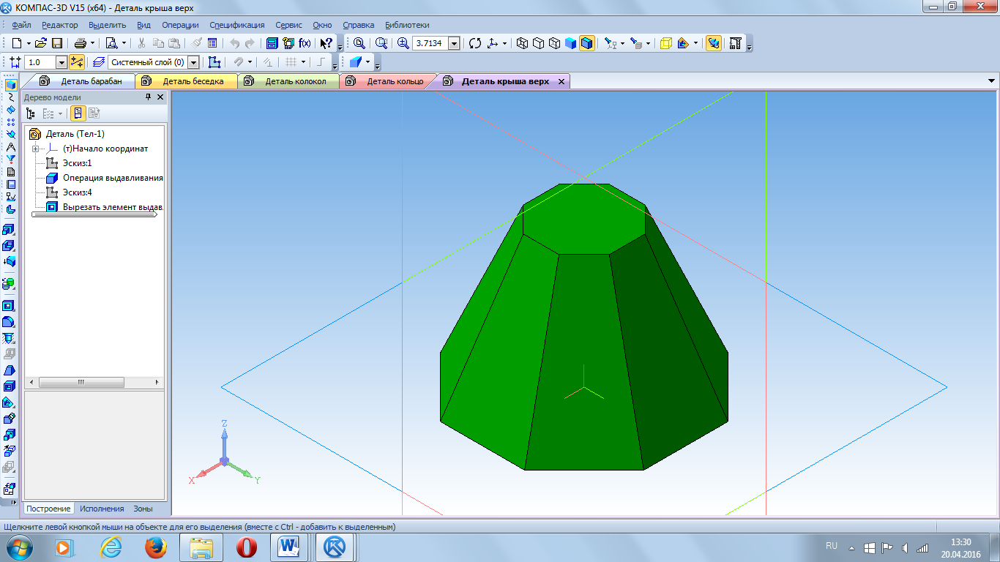 КОМПАС-3D V15 (x64) - Деталь крыша верх
Файл Редактор Выделить Вид Операции Спецификация Сервис Окно Справка Библиотеки
f(x) 3.7134
1.0 Системный слой (0)
Деталь барабан Деталь беседка Деталь колокол Деталь кольцо Деталь крыша верх
Дерево модели
Деталь (Тел-1)
(т)Начало координат
Эскиз:1
Операция выдавливания
Эскиз:4
Вырезать элемент выдав.
Z
X Y
Построение Исполнения Зоны
Щелкните левой кнопкой мыши на объекте для его выделения (вместе с Ctrl - добавить к выделенным)
RU 13:30
20.04.2016